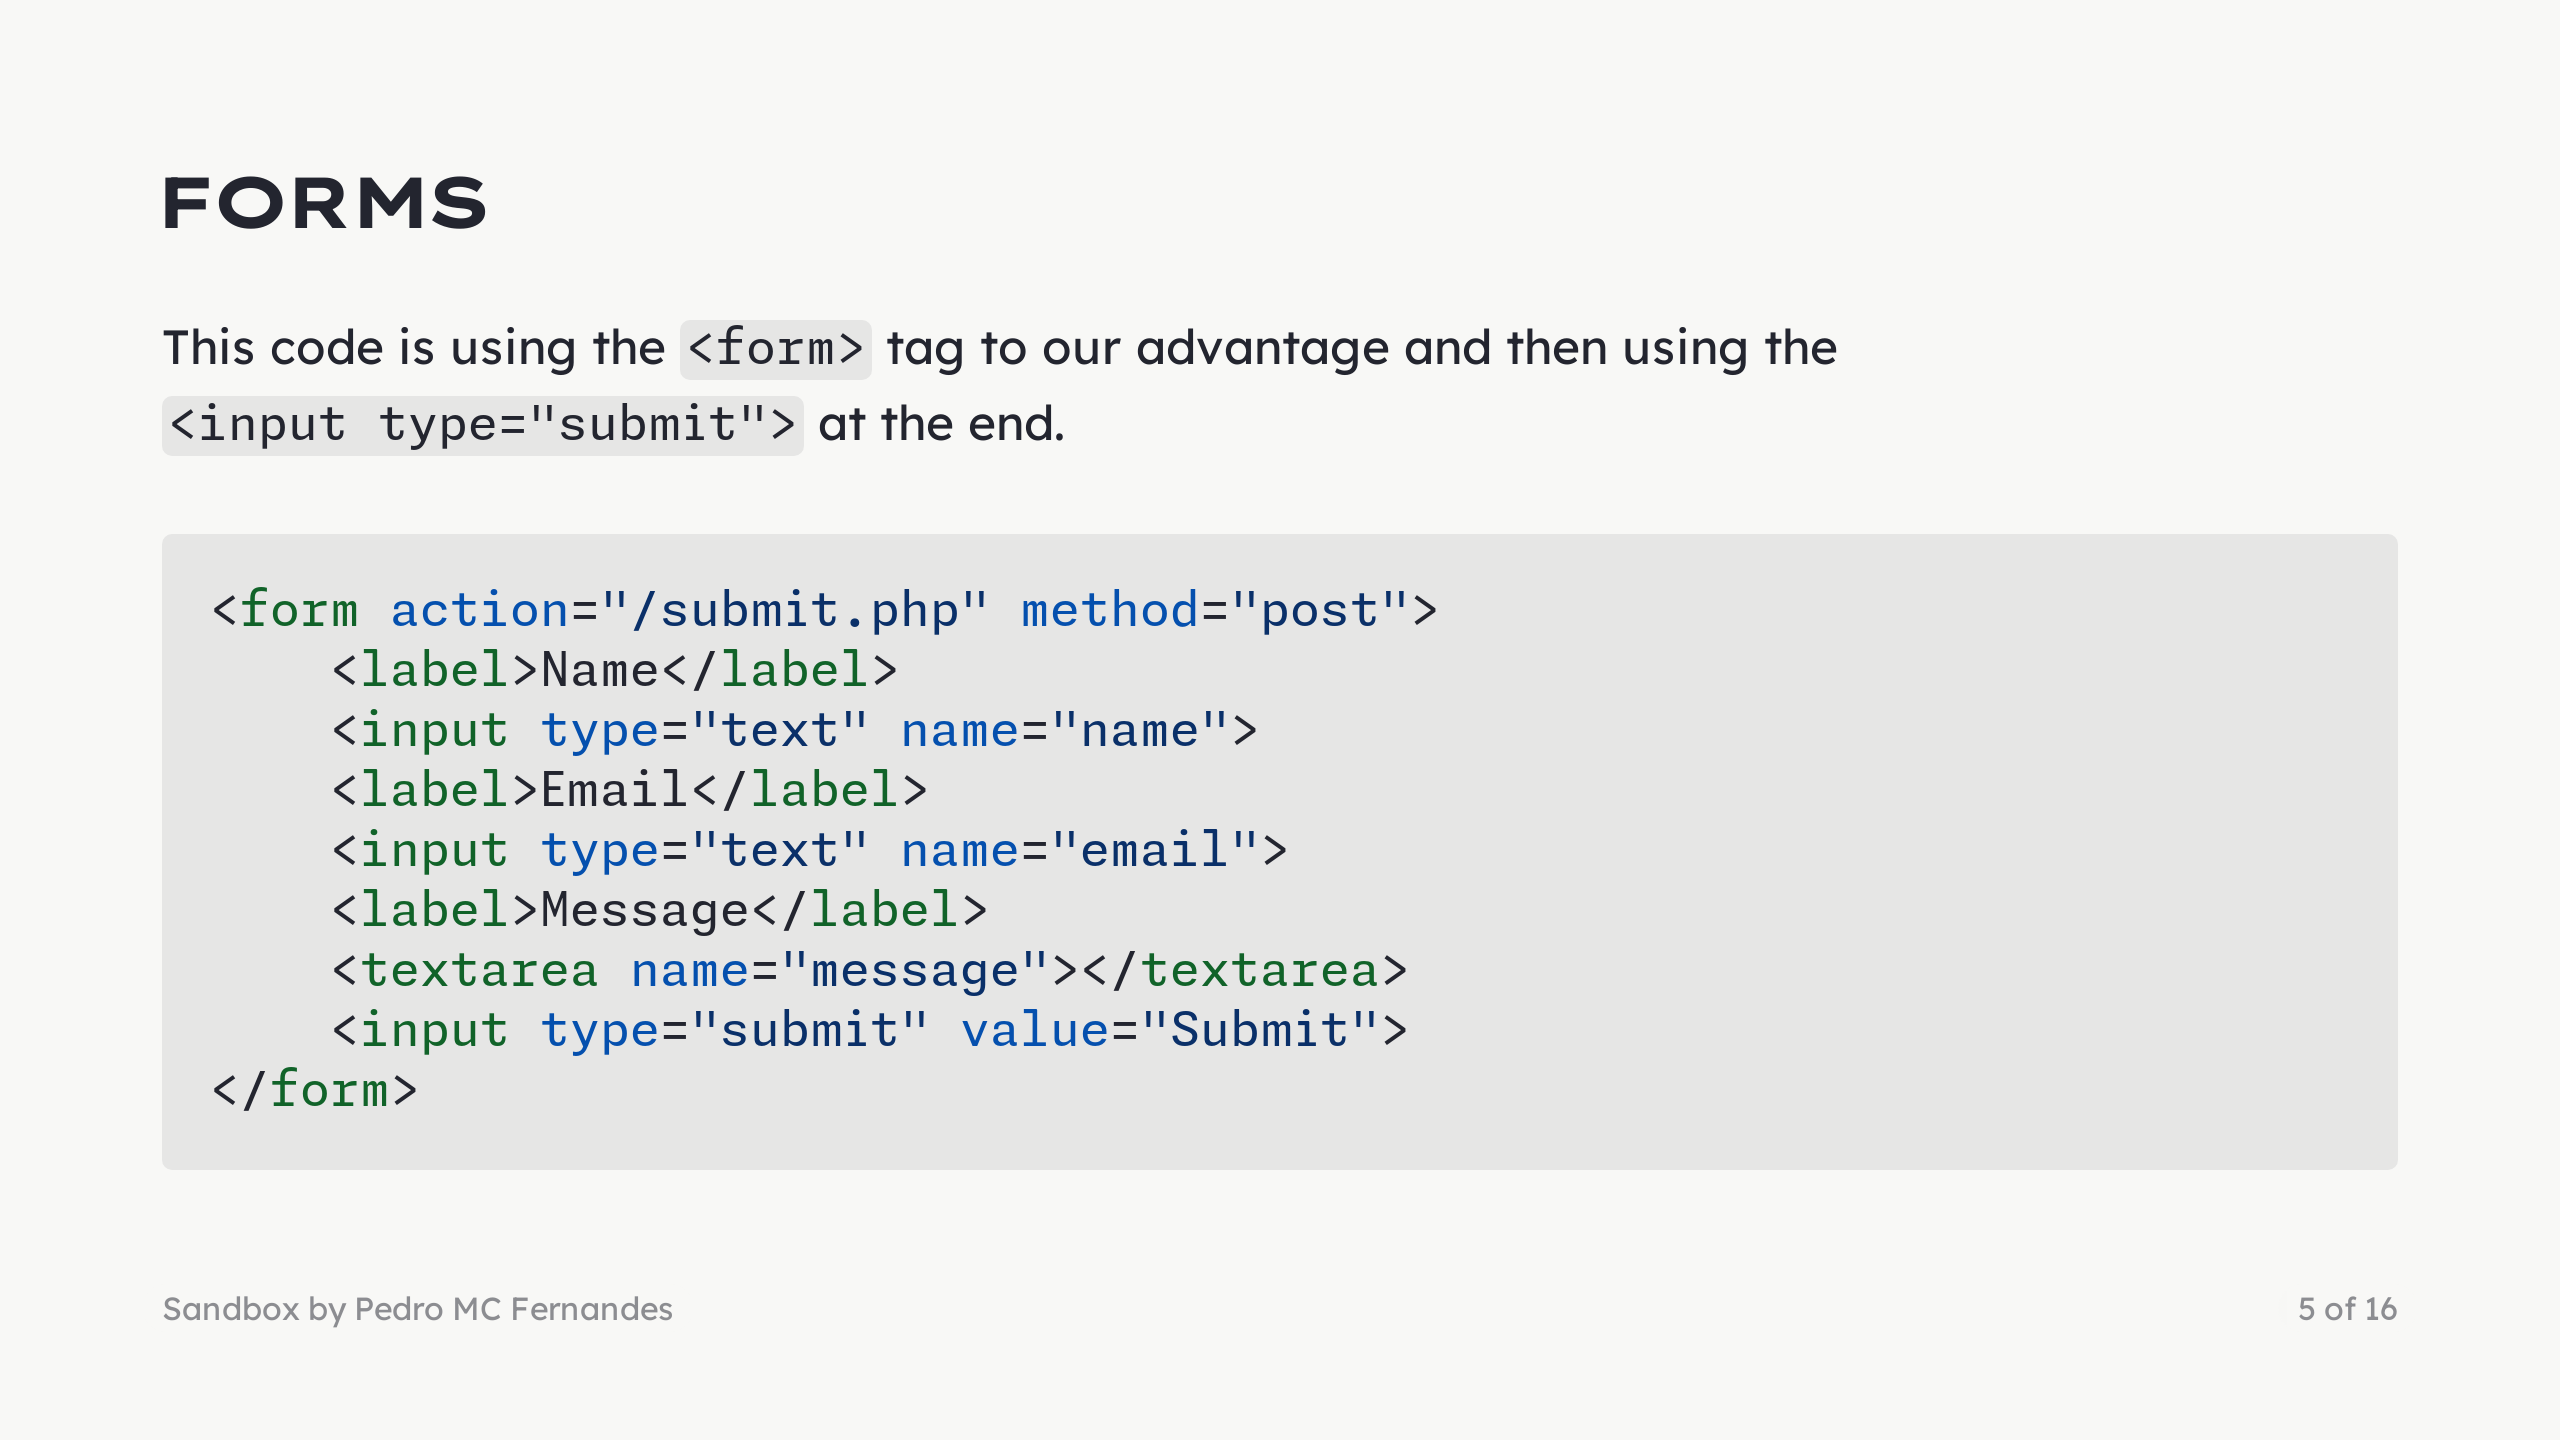 FORMS
This code is using the <form> tag to our advantage and then using the
<input type="submit"> at the end.
<form action="/submit.php" method="post">
    <label>Name</label>
    <input type="text" name="name">
    <label>Email</label>
    <input type="text" name="email">
    <label>Message</label>
    <textarea name="message"></textarea>
    <input type="submit" value="Submit">
</form>
Sandbox by Pedro MC Fernandes
5 of 16